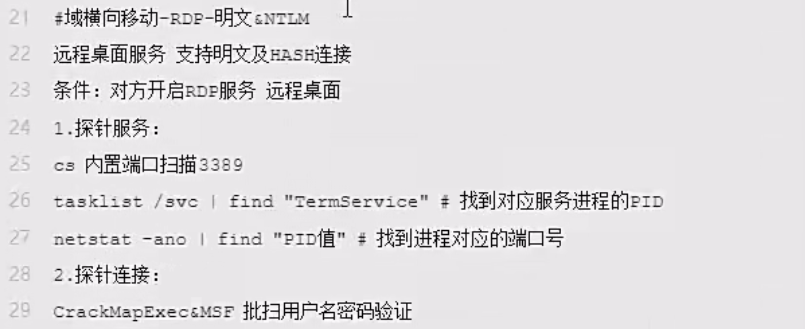 21 #域横向移动-RDP-明文&NTLM
22 远程桌面服务 支持明文及HASH连接
23 条件：对方开启RDP服务 远程桌面
24 1.探针服务：
25 cs 内置端口扫描3389
26 tasklist /svc | find "TermService" # 找到对应服务进程的PID
27 netstat -ano | find "PID值" # 找到进程对应的端口号
28 2.探针连接：
29 CrackMapExec&MSF 批扫用户名密码验证